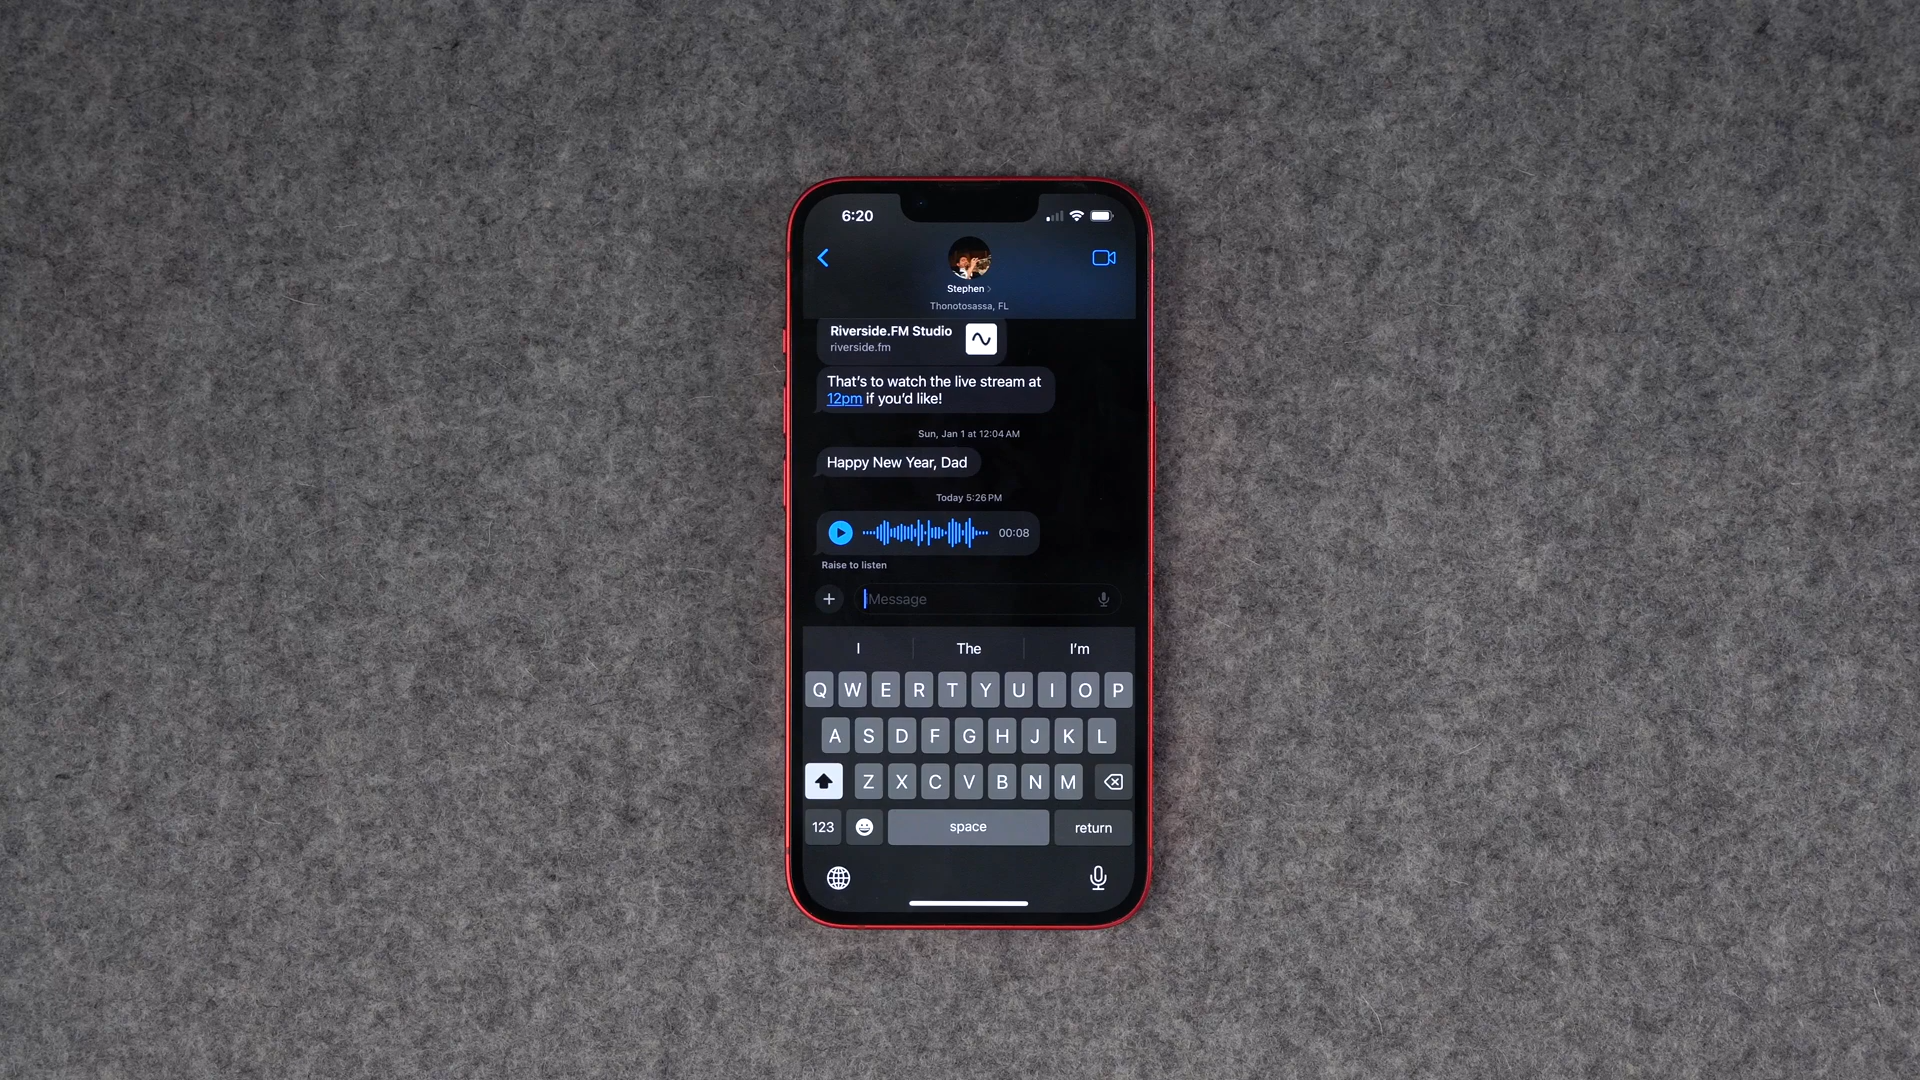 6:20
Stephen
Thonotosassa, FL
Riverside.FM Studio
riverside.fm
That's to watch the live stream at
12pm if you'd like!
Sun, Jan 1 at 12:04 AM
Happy New Year, Dad
Today 5:26 PM
00:08
Raise to listen
iMessage
I The I'm
Q W E R T Y U I O P
A S D F G H J K L
Z X C V B N M
123 space return